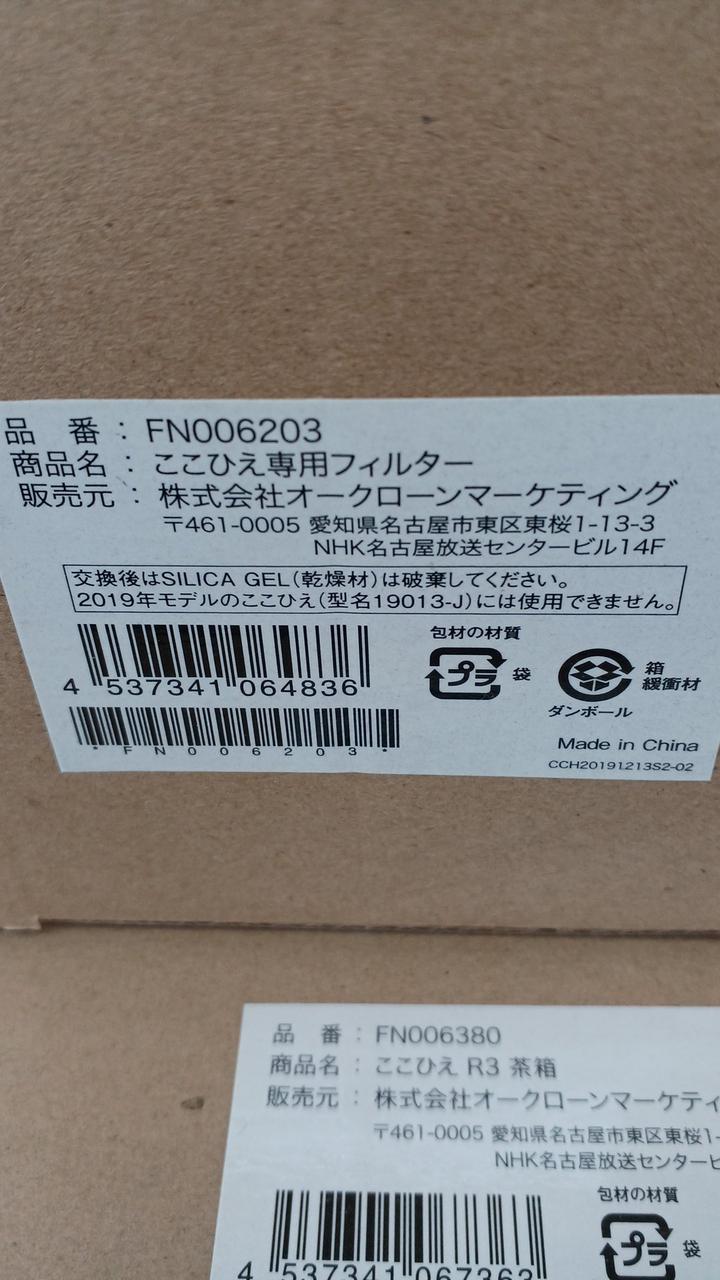 品 番 : FN006203
商品名 : ここひえ専用フィルター
販売元 : 株式会社オークローンマーケティング
〒461-0005 愛知県名古屋市東区東桜1-13-3
NHK名古屋放送センタービル14F
交換後はSILICA GEL(乾燥材)は破棄してください。
2019年モデルのここひえ(型名19013-J)には使用できません。
包材の材質
プラ 袋
箱
緩衝材
ダンボール
4 537341 064836
* F N 0 0 6 2 0 3 *
Made in China
CCH20191213S2-02
品 番 : FN006380
商品名 : ここひえ R3 茶箱
販売元 : 株式会社オークローンマーケティ
〒461-0005 愛知県名古屋市東区東桜1-
NHK名古屋放送センタービ
包材の材質
プラ 袋
4 537341 067363